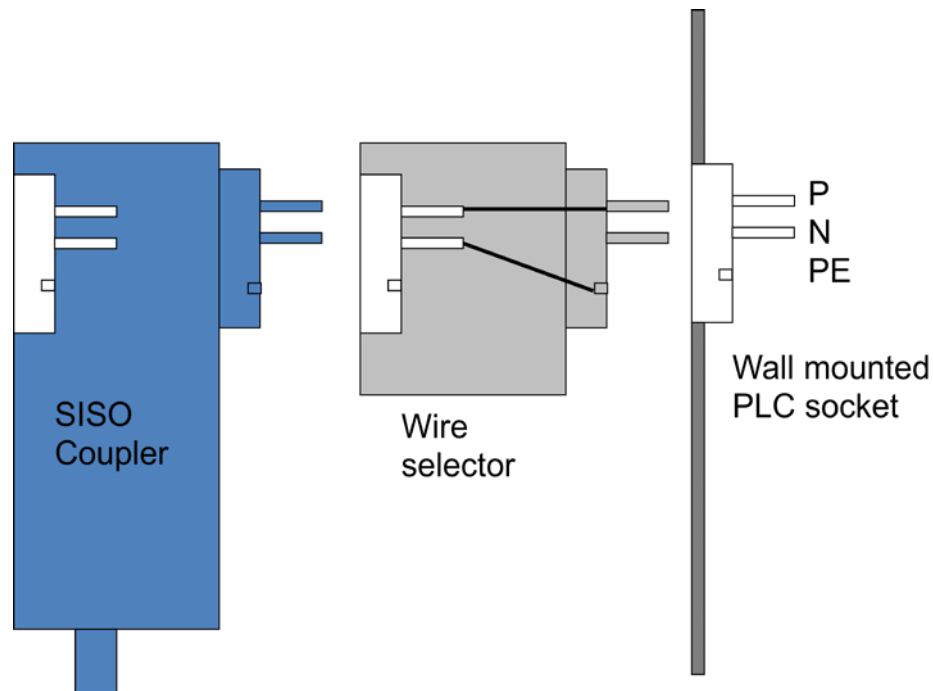 P
N
PE
Wall mounted
PLC socket
SISO
Coupler
Wire
selector